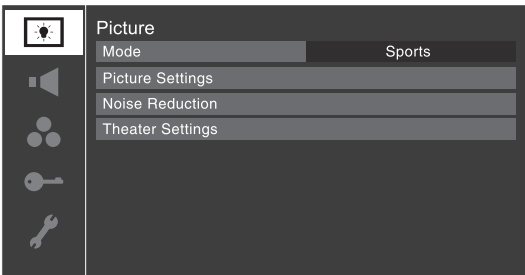 Picture
Mode Sports
Picture Settings
Noise Reduction
Theater Settings